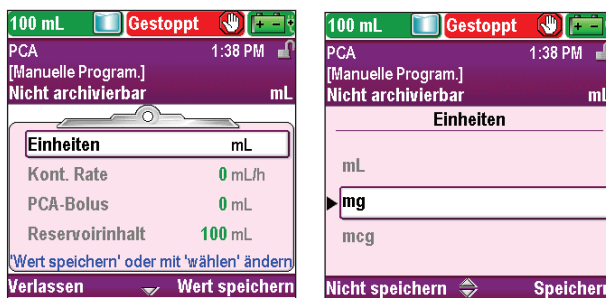 100 mL Gestoppt
PCA 1:38 PM
[Manuelle Program.]
Nicht archivierbar mL
Einheiten mL
Kont. Rate 0 mL/h
PCA-Bolus 0 mL
Reservoirinhalt 100 mL
'Wert speichern' oder mit 'wählen' ändern
Verlassen Wert speichern
100 mL Gestoppt
PCA 1:38 PM
[Manuelle Program.]
Nicht archivierbar mL
Einheiten
mL
mg
mcg
Nicht speichern Speichern